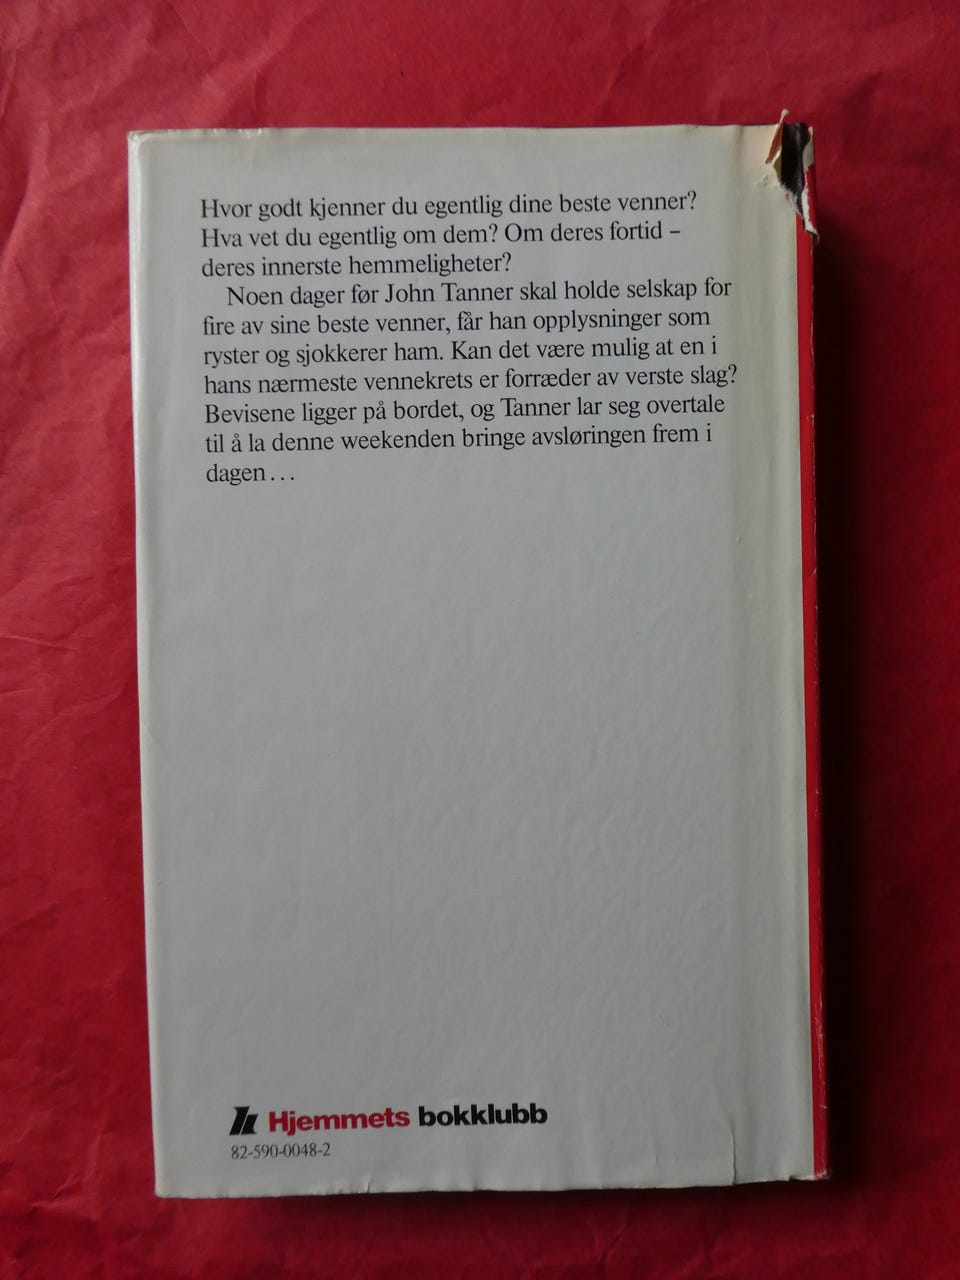 Hvor godt kjenner du egentlig dine beste venner?
Hva vet du egentlig om dem? Om deres fortid –
deres innerste hemmeligheter?
Noen dager før John Tanner skal holde selskap for
fire av sine beste venner, får han opplysninger som
ryster og sjokkerer ham. Kan det være mulig at en i
hans nærmeste vennekrets er forræder av verste slag?
Bevisene ligger på bordet, og Tanner lar seg overtale
til å la denne weekenden bringe avsløringen frem i
dagen...
Hjemmets bokklubb
82-590-0048-2